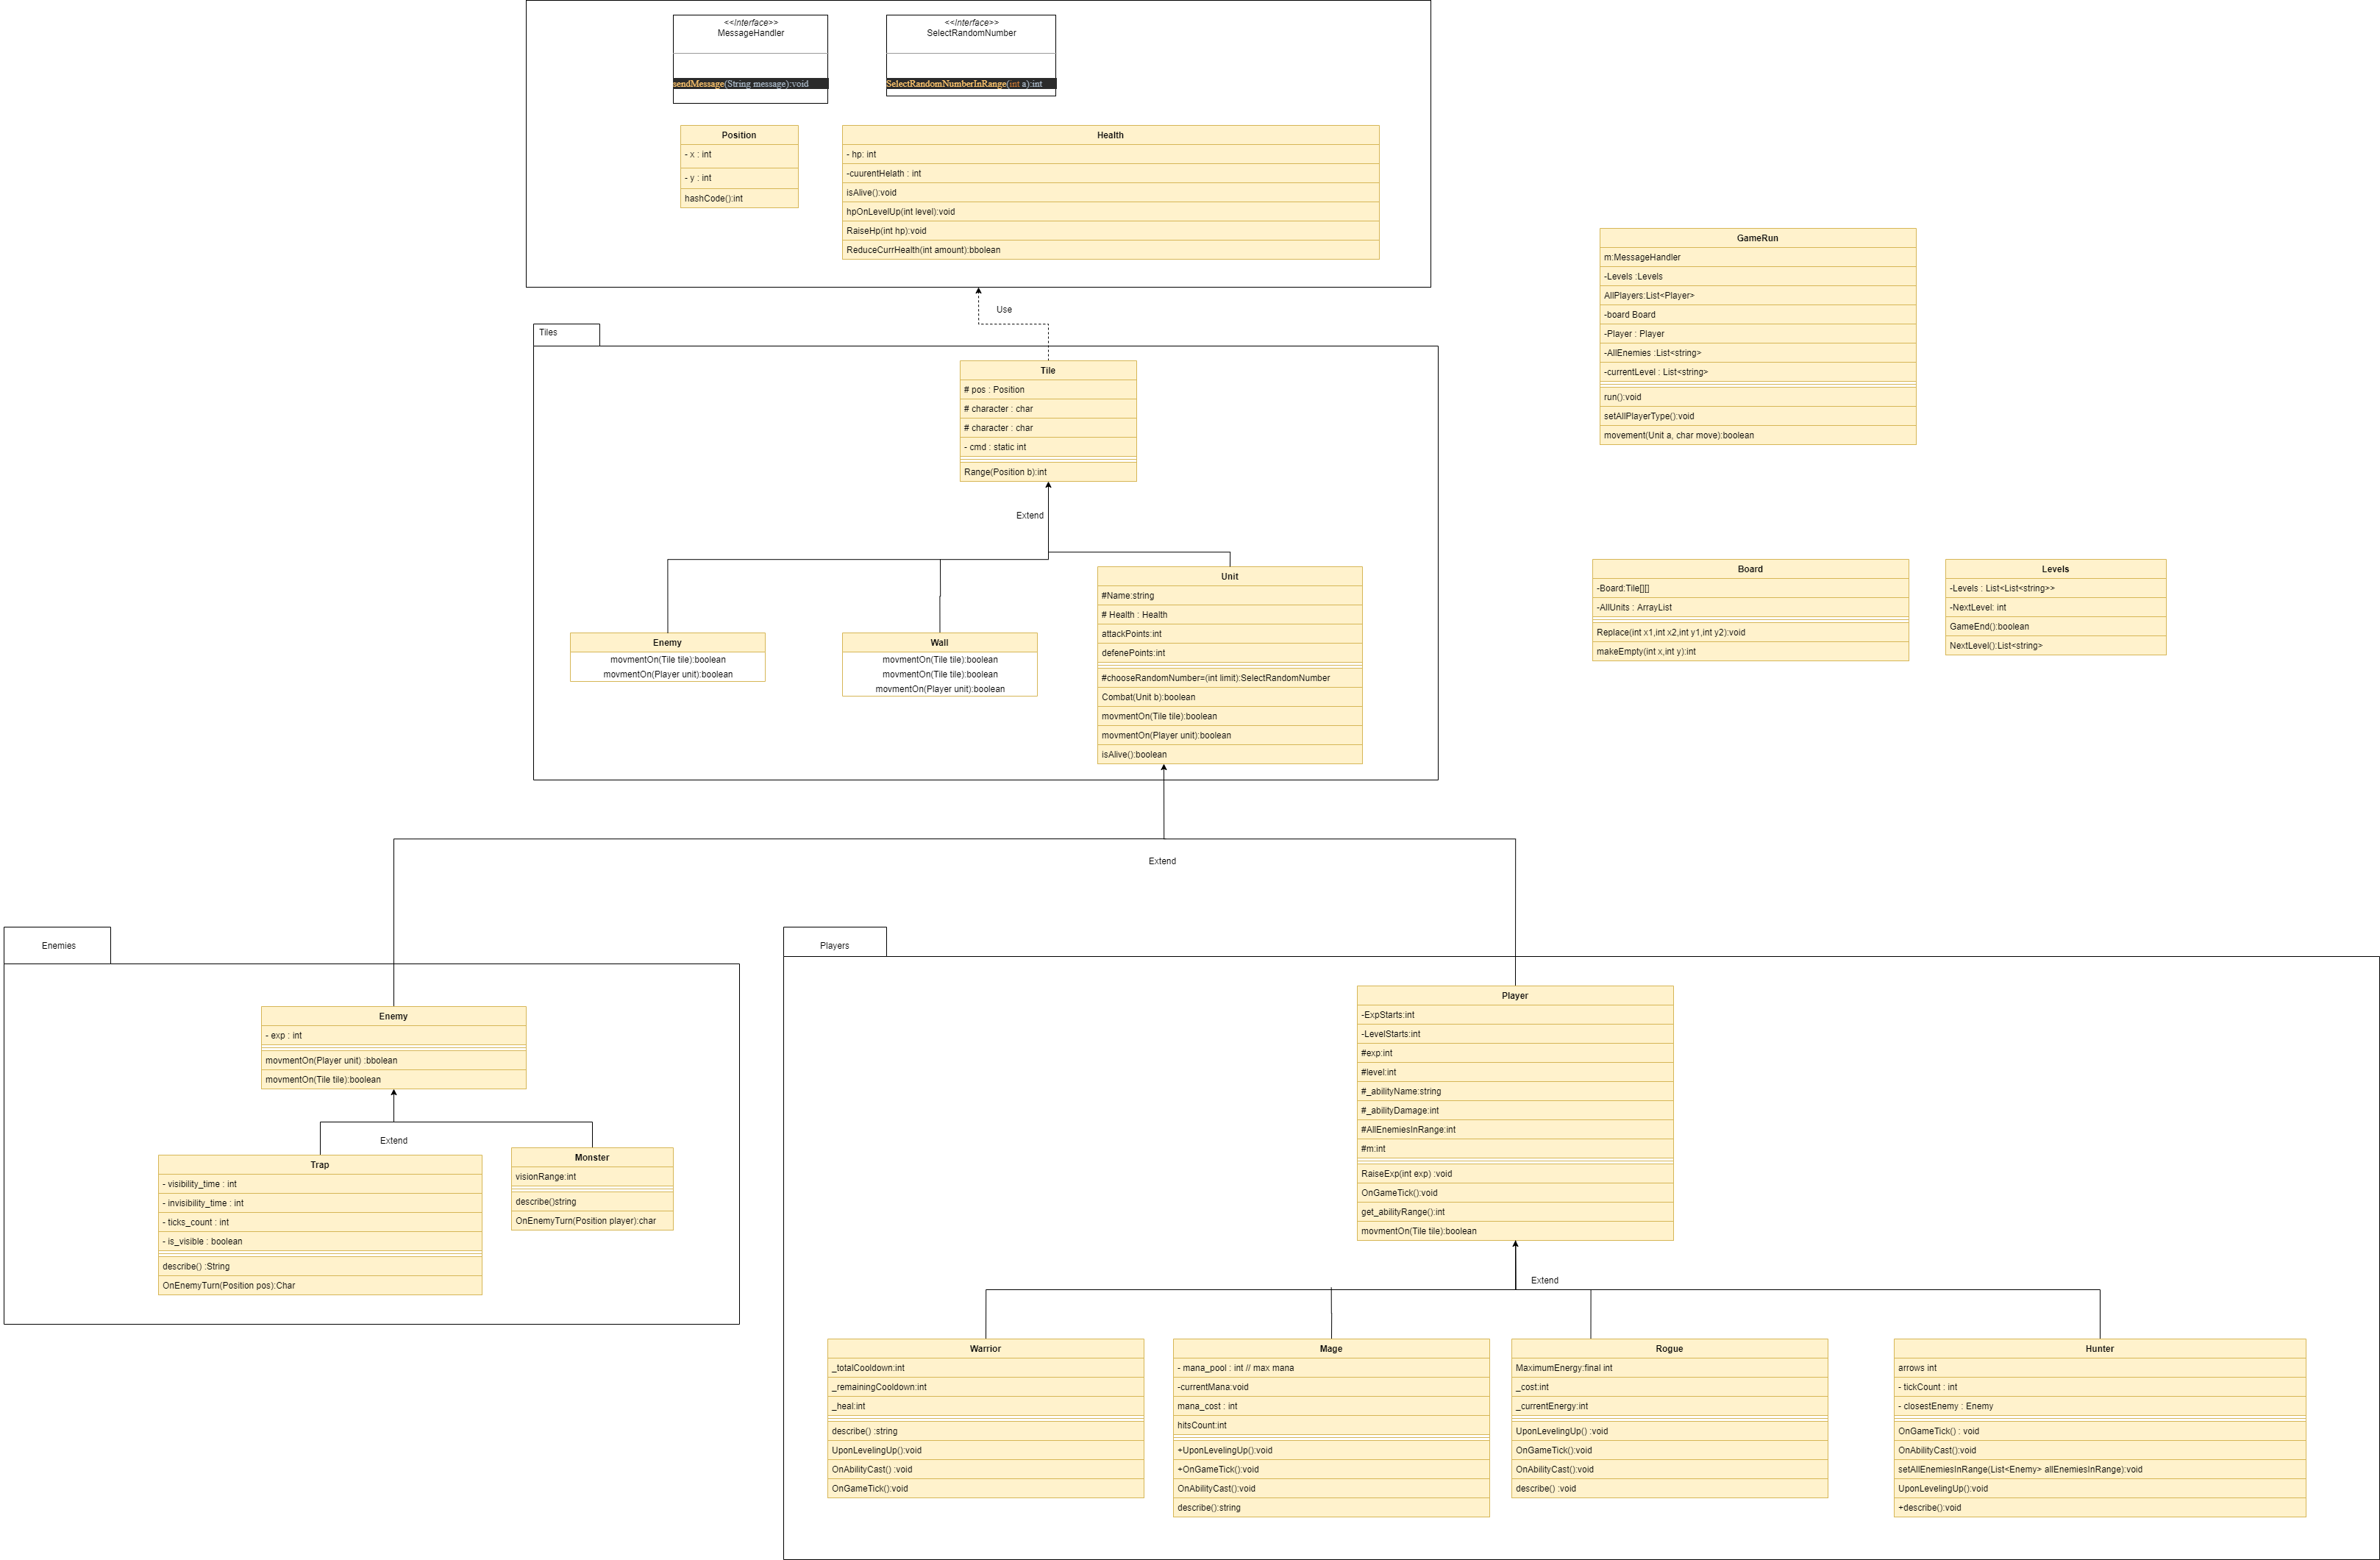 <<Interface>>
MessageHandler
sendMessage(String message):void
<<Interface>>
SelectRandomNumber
SelectRandomNumberInRange(int a):int
Position
- x : int
- y : int
hashCode():int
Health
- hp: int
-cuurentHelath : int
isAlive():void
hpOnLevelUp(int level):void
RaiseHp(int hp):void
ReduceCurrHealth(int amount):bbolean
Use
GameRun
m:MessageHandler
-Levels :Levels
AllPlayers:List<Player>
-board Board
-Player : Player
-AllEnemies :List<string>
-currentLevel : List<string>
run():void
setAllPlayerType():void
movement(Unit a, char move):boolean
Tiles
Tile
# pos : Position
# character : char
# character : char
- cmd : static int
Range(Position b):int
Extend
Enemy
movmentOn(Tile tile):boolean
movmentOn(Player unit):boolean
Wall
movmentOn(Tile tile):boolean
movmentOn(Tile tile):boolean
movmentOn(Player unit):boolean
Unit
#Name:string
# Health : Health
attackPoints:int
defenePoints:int
#chooseRandomNumber=(int limit):SelectRandomNumber
Combat(Unit b):boolean
movmentOn(Tile tile):boolean
movmentOn(Player unit):boolean
isAlive():boolean
Board
-Board:Tile[][]
-AllUnits : ArrayList
Replace(int x1,int x2,int y1,int y2):void
makeEmpty(int x,int y):int
Levels
-Levels : List<List<string>>
-NextLevel: int
GameEnd():boolean
NextLevel():List<string>
Extend
Enemies
Enemy
- exp : int
movmentOn(Player unit) :bbolean
movmentOn(Tile tile):boolean
Extend
Trap
- visibility_time : int
- invisibility_time : int
- ticks_count : int
- is_visible : boolean
describe() :String
OnEnemyTurn(Position pos):Char
Monster
visionRange:int
describe()string
OnEnemyTurn(Position player):char
Players
Player
-ExpStarts:int
-LevelStarts:int
#exp:int
#level:int
#_abilityName:string
#_abilityDamage:int
#AllEnemiesInRange:int
#m:int
RaiseExp(int exp) :void
OnGameTick():void
get_abilityRange():int
movmentOn(Tile tile):boolean
Extend
Warrior
_totalCooldown:int
_remainingCooldown:int
_heal:int
describe() :string
UponLevelingUp():void
OnAbilityCast() :void
OnGameTick():void
Mage
- mana_pool : int // max mana
-currentMana:void
mana_cost : int
hitsCount:int
+UponLevelingUp():void
+OnGameTick():void
OnAbilityCast():void
describe():string
Rogue
MaximumEnergy:final int
_cost:int
_currentEnergy:int
UponLevelingUp() :void
OnGameTick():void
OnAbilityCast():void
describe() :void
Hunter
arrows int
- tickCount : int
- closestEnemy : Enemy
OnGameTick() : void
OnAbilityCast():void
setAllEnemiesInRange(List<Enemy> allEnemiesInRange):void
UponLevelingUp():void
+describe():void